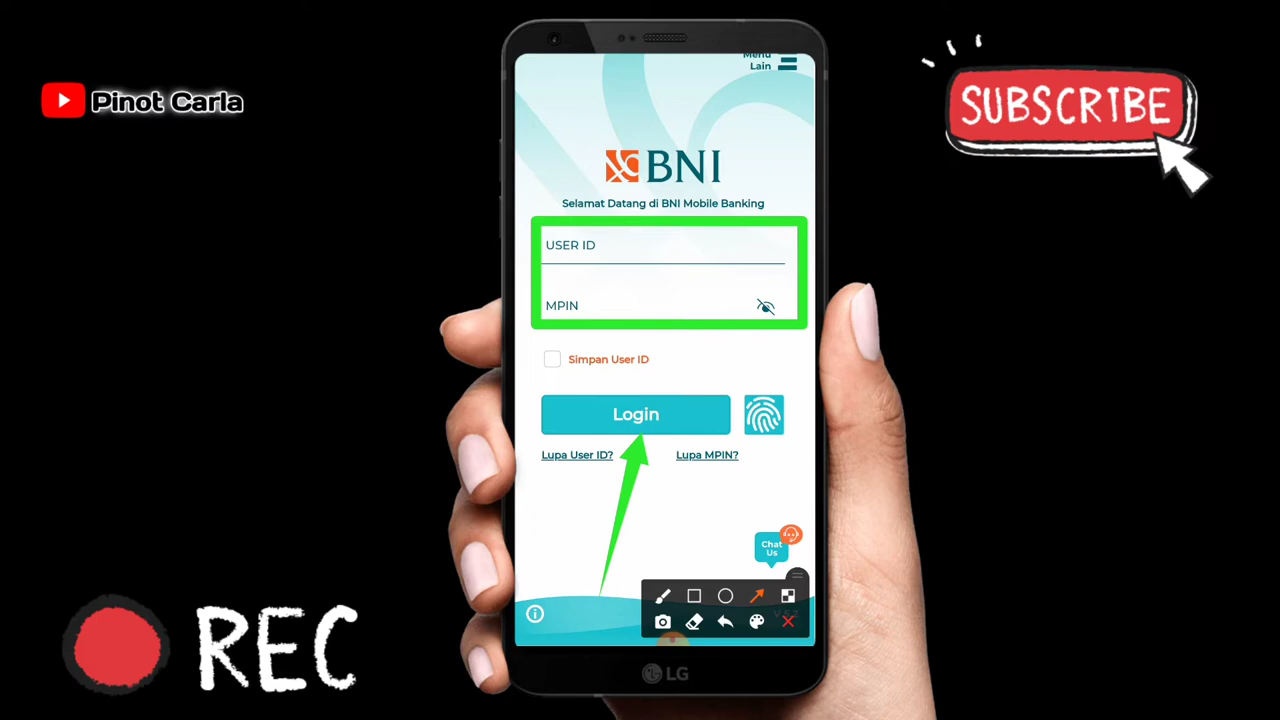 Pinot Carla
SUBSCRIBE
Menu
Lain
BNI
Selamat Datang di BNI Mobile Banking
USER ID
MPIN
Simpan User ID
Login
Lupa User ID?
Lupa MPIN?
Chat
Us
REC
LG